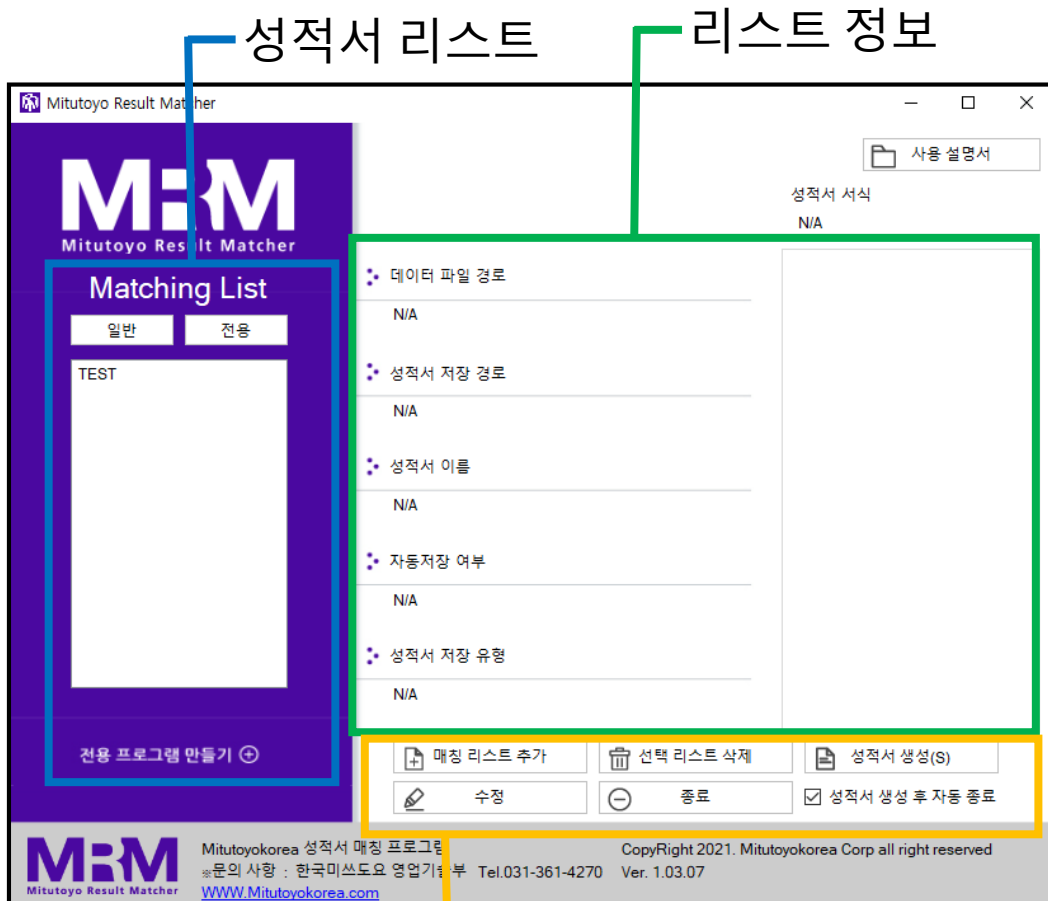 성적서 리스트
리스트 정보
Mitutoyo Result Matcher
MRM
Mitutoyo Result Matcher
사용 설명서
성적서 서식
N/A
Matching List
일반 전용
TEST
전용 프로그램 만들기
데이터 파일 경로
N/A
성적서 저장 경로
N/A
성적서 이름
N/A
자동저장 여부
N/A
성적서 저장 유형
N/A
매칭 리스트 추가 선택 리스트 삭제 성적서 생성(S)
수정 종료 성적서 생성 후 자동 종료
MRM
Mitutoyo Result Matcher
Mitutoyokorea 성적서 매칭 프로그램
※문의 사항 : 한국미쓰도요 영업기술부 Tel.031-361-4270
WWW.Mitutoyokorea.com
CopyRight 2021. Mitutoyokorea Corp all right reserved
Ver. 1.03.07